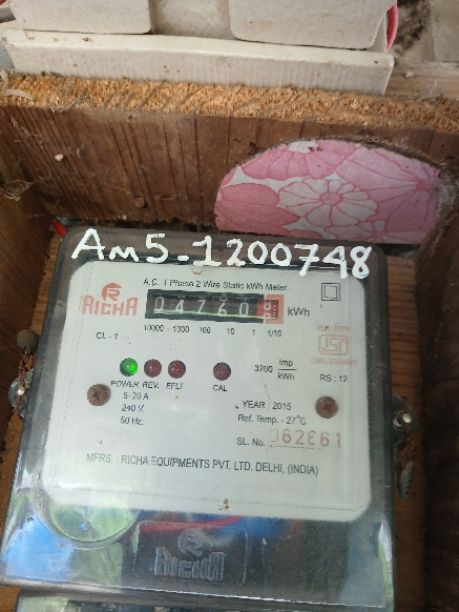 Am5-1200748
A.C. 1 Phase 2 Wire Static kWh Meter.
RICHA
04760 kWh
CL - 1
10000 1000 100 10 1 1/10
3200 Imp/kWh
POWER REV. E/FLT CAL
RS : 12
5-20 A
240 V
50 Hz.
YEAR : 2015
Ref. Temp. - 27°C
SL. No.
MFRS. : RICHA EQUIPMENTS PVT. LTD. DELHI, (INDIA)
RICHA